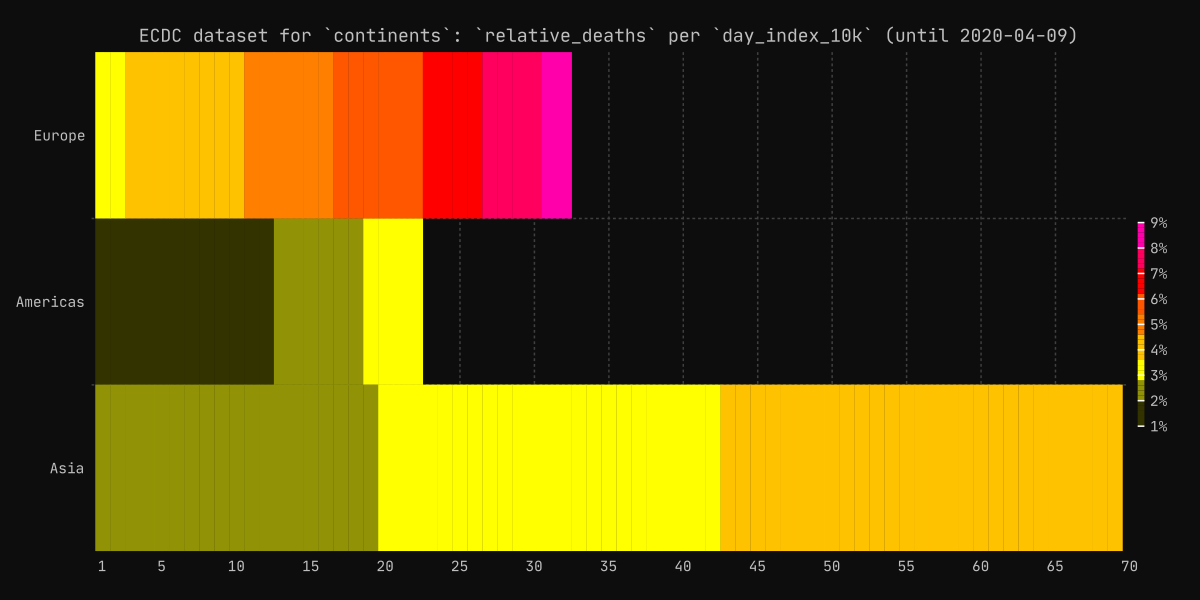 ECDC dataset for `continents`: `relative_deaths` per `day_index_10k` (until 2020-04-09)
Europe
Americas
Asia
9%
8%
7%
6%
5%
4%
3%
2%
1%
1 5 10 15 20 25 30 35 40 45 50 55 60 65 70